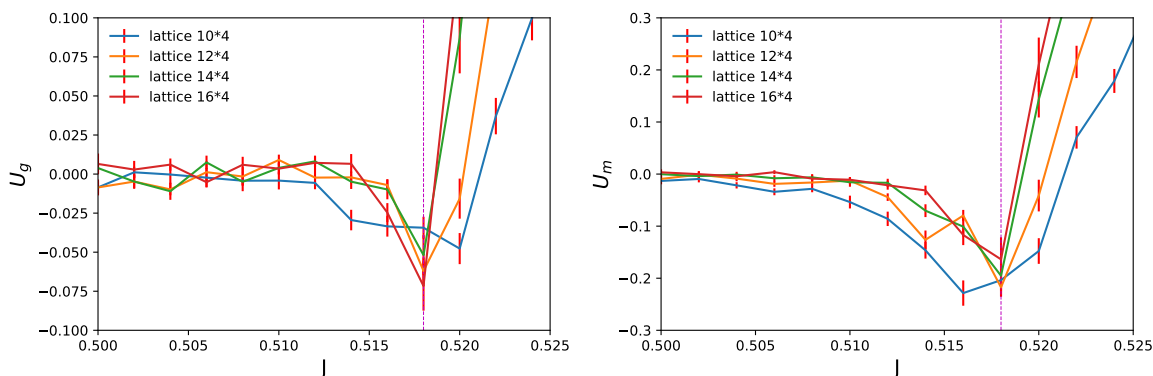 0.100
0.075
0.050
0.025
0.000
−0.025
−0.050
−0.075
−0.100
U_g
lattice 10*4
lattice 12*4
lattice 14*4
lattice 16*4
0.500
0.505
0.510
0.515
0.520
0.525
J
0.3
0.2
0.1
0.0
−0.1
−0.2
−0.3
U_m
lattice 10*4
lattice 12*4
lattice 14*4
lattice 16*4
0.500
0.505
0.510
0.515
0.520
0.525
J